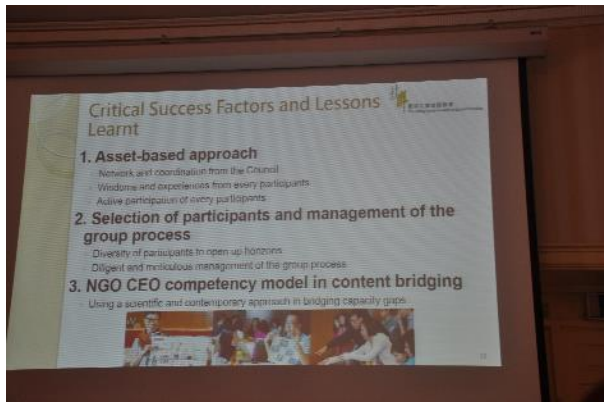 Critical Success Factors and Lessons
Learnt
1. Asset-based approach
- Network and coordination from the Council
- Wisdoms and experiences from every participants
- Active participation of every participants
2. Selection of participants and management of the
group process
- Diversity of participants to open up horizons
- Diligent and meticulous management of the group process
3. NGO CEO competency model in content bridging
- Using a scientific and contemporary approach in bridging capacity gaps